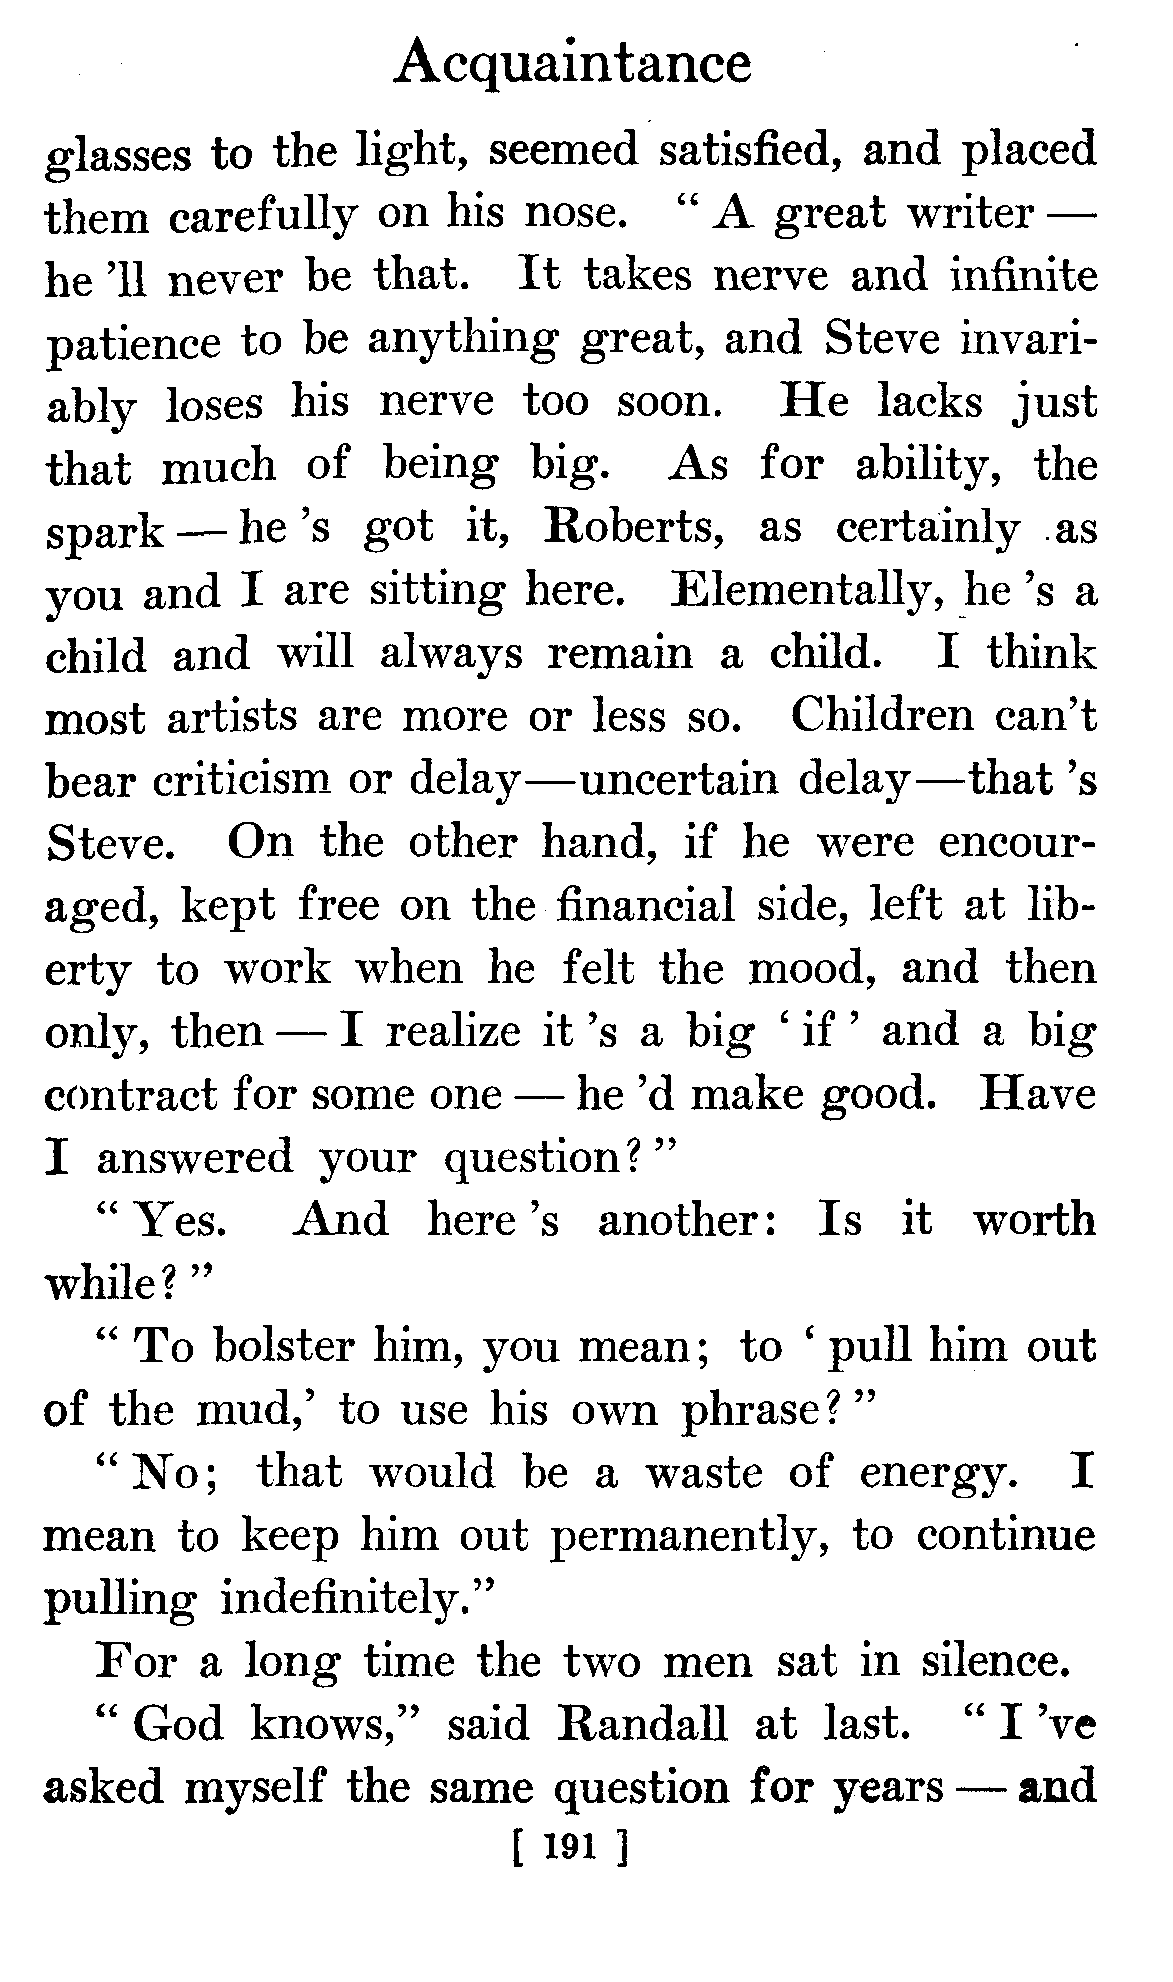 Acquaintance
glasses to the light, seemed satisfied, and placed
them carefully on his nose. “ A great writer —
he ’ll never be that. It takes nerve and infinite
patience to be anything great, and Steve invari-
ably loses his nerve too soon. He lacks just
that much of being big. As for ability, the
spark — he ’s got it, Roberts, as certainly as
you and I are sitting here. Elementally, he ’s a
child and will always remain a child. I think
most artists are more or less so. Children can’t
bear criticism or delay—uncertain delay—that ’s
Steve. On the other hand, if he were encour-
aged, kept free on the financial side, left at lib-
erty to work when he felt the mood, and then
only, then — I realize it ’s a big ‘ if ’ and a big
contract for some one — he ’d make good. Have
I answered your question? ”
“ Yes. And here ’s another: Is it worth
while? ”
“ To bolster him, you mean; to ‘ pull him out
of the mud,’ to use his own phrase? ”
“ No; that would be a waste of energy. I
mean to keep him out permanently, to continue
pulling indefinitely.”
For a long time the two men sat in silence.
“ God knows,” said Randall at last. “ I ’ve
asked myself the same question for years — and
[ 191 ]